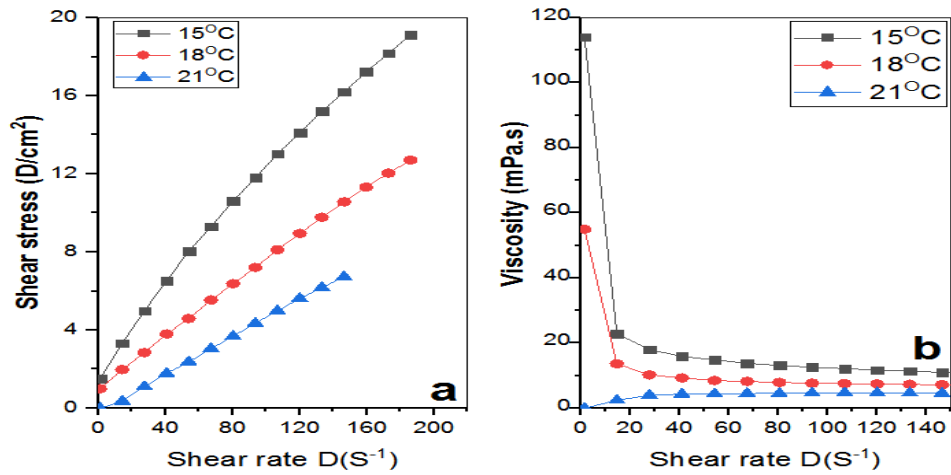 20
16
12
8
4
0
Shear stress (D/cm²)
15°C
18°C
21°C
a
0 40 80 120 160 200
Shear rate D(S⁻¹)
120
100
80
60
40
20
0
Viscosity (mPa.s)
15°C
18°C
21°C
b
0 20 40 60 80 100 120 140
Shear rate D(S⁻¹)